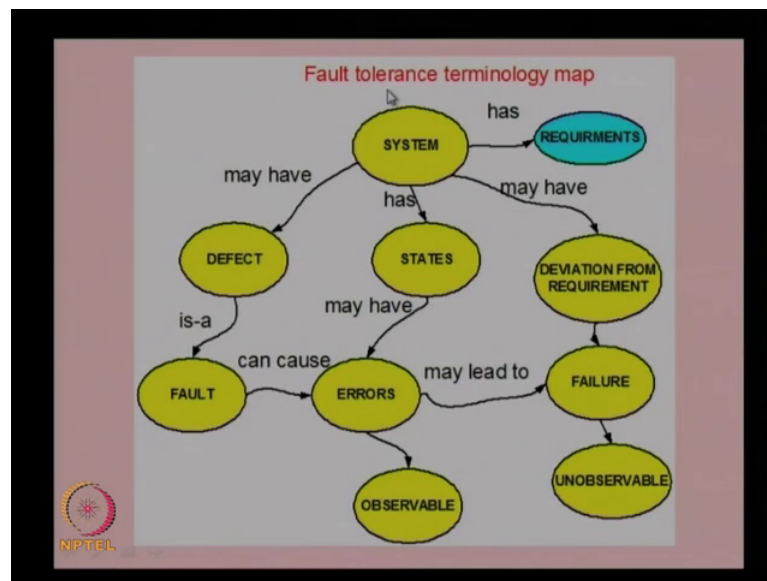 Fault tolerance terminology map
has
SYSTEM
REQUIRMENTS
may have
has
may have
DEFECT
STATES
DEVIATION FROM
REQUIREMENT
is-a
may have
can cause
may lead to
FAULT
ERRORS
FAILURE
OBSERVABLE
UNOBSERVABLE
NPTEL